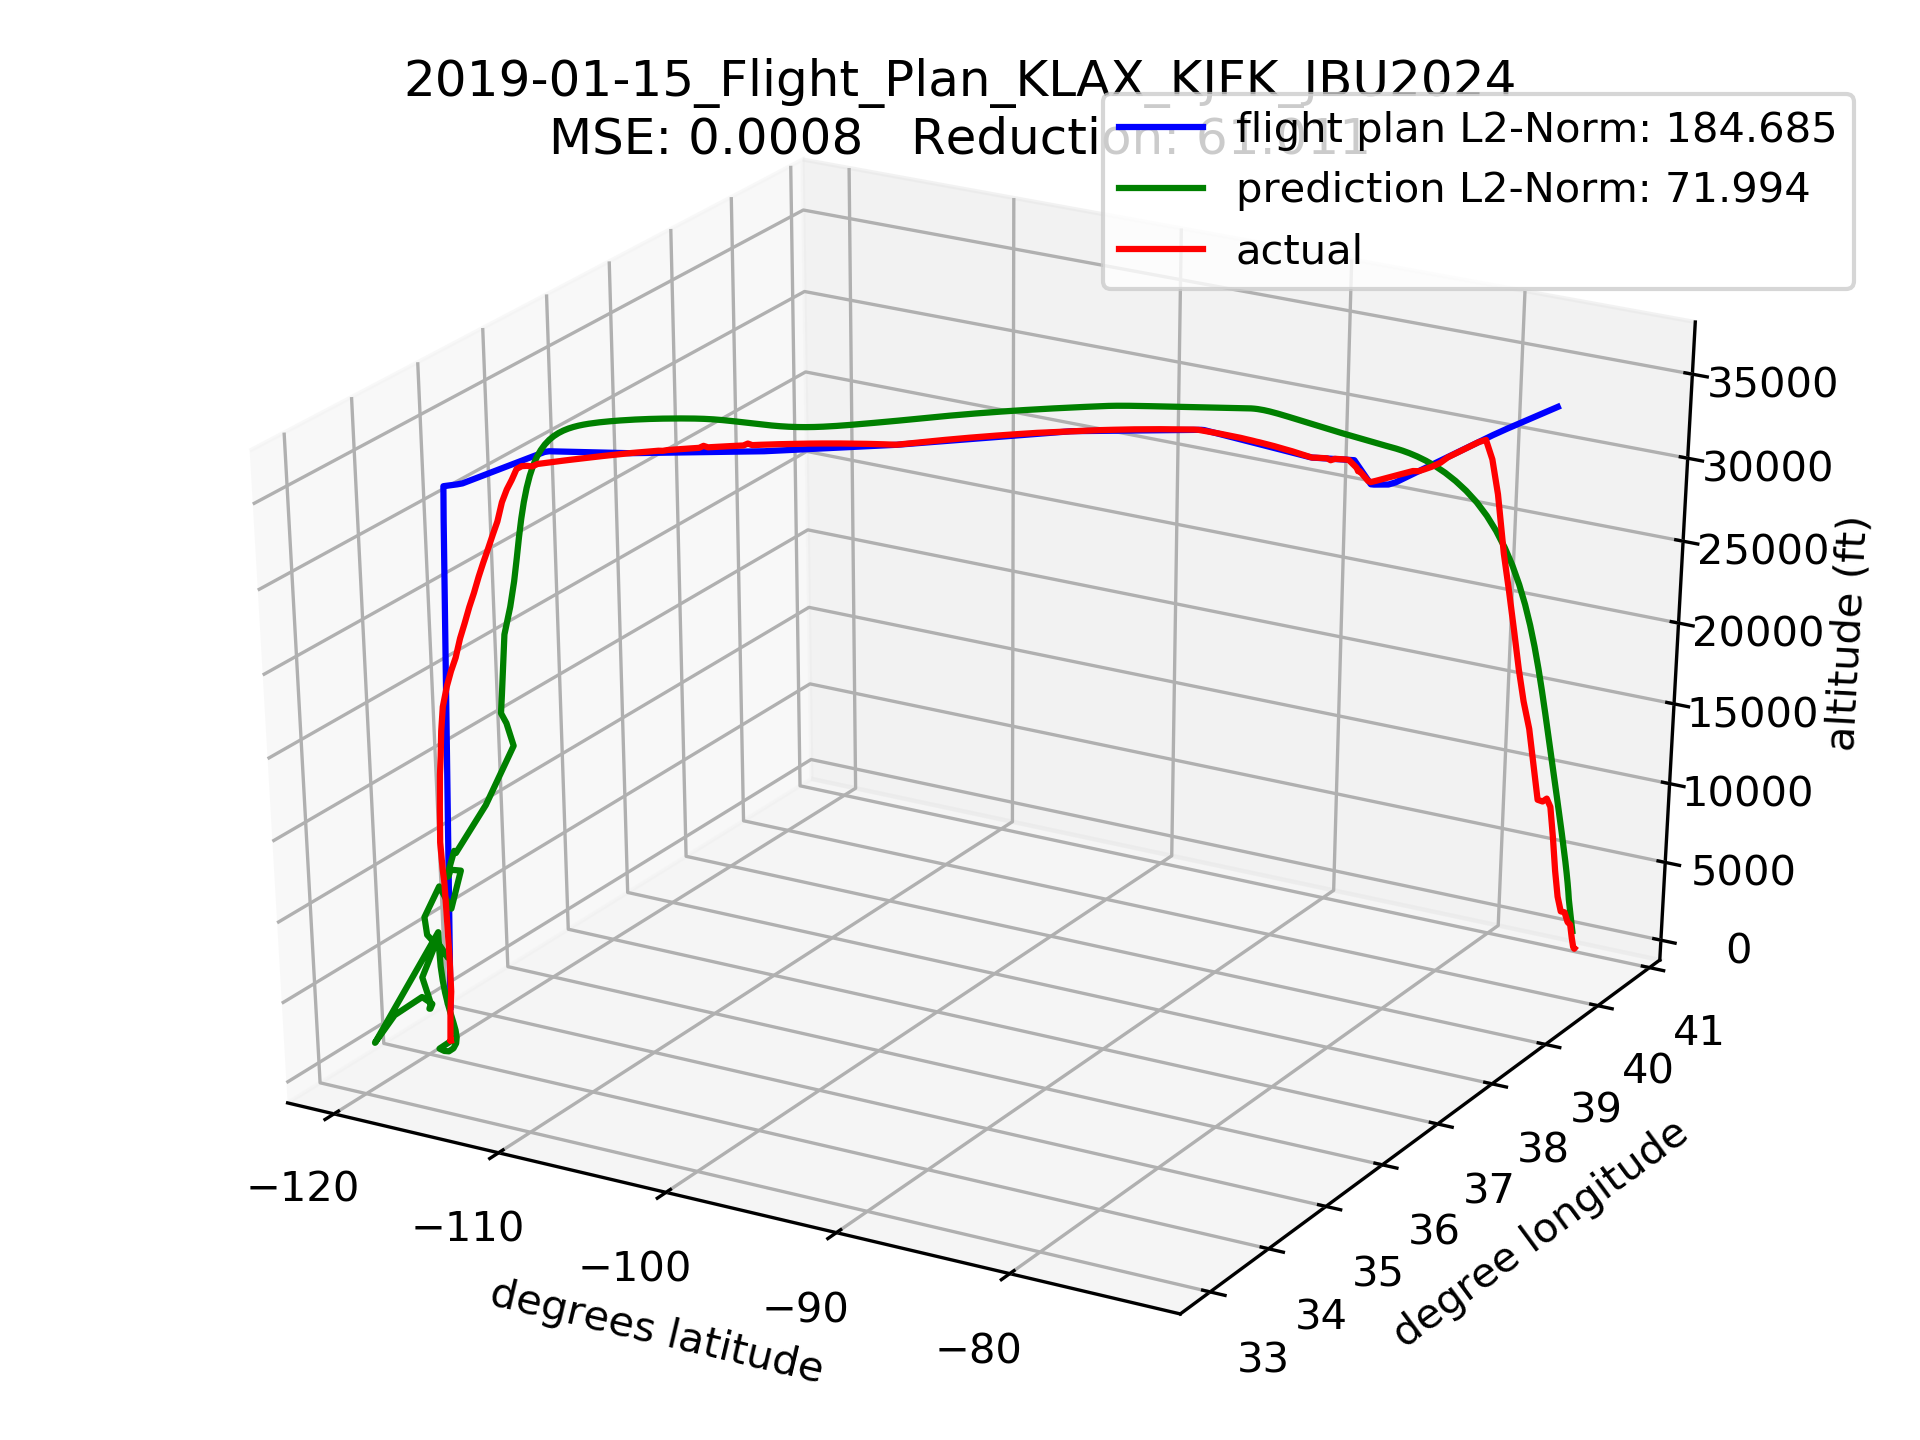 2019-01-15_Flight_Plan_KLAX_KJFK_JBU2024
MSE: 0.0008 Reduction: 61.011
flight plan L2-Norm: 184.685
prediction L2-Norm: 71.994
actual
35000
30000
25000
20000
15000
10000
5000
0
altitude (ft)
−120
−110
−100
−90
−80
degrees latitude
33
34
35
36
37
38
39
40
41
degree longitude